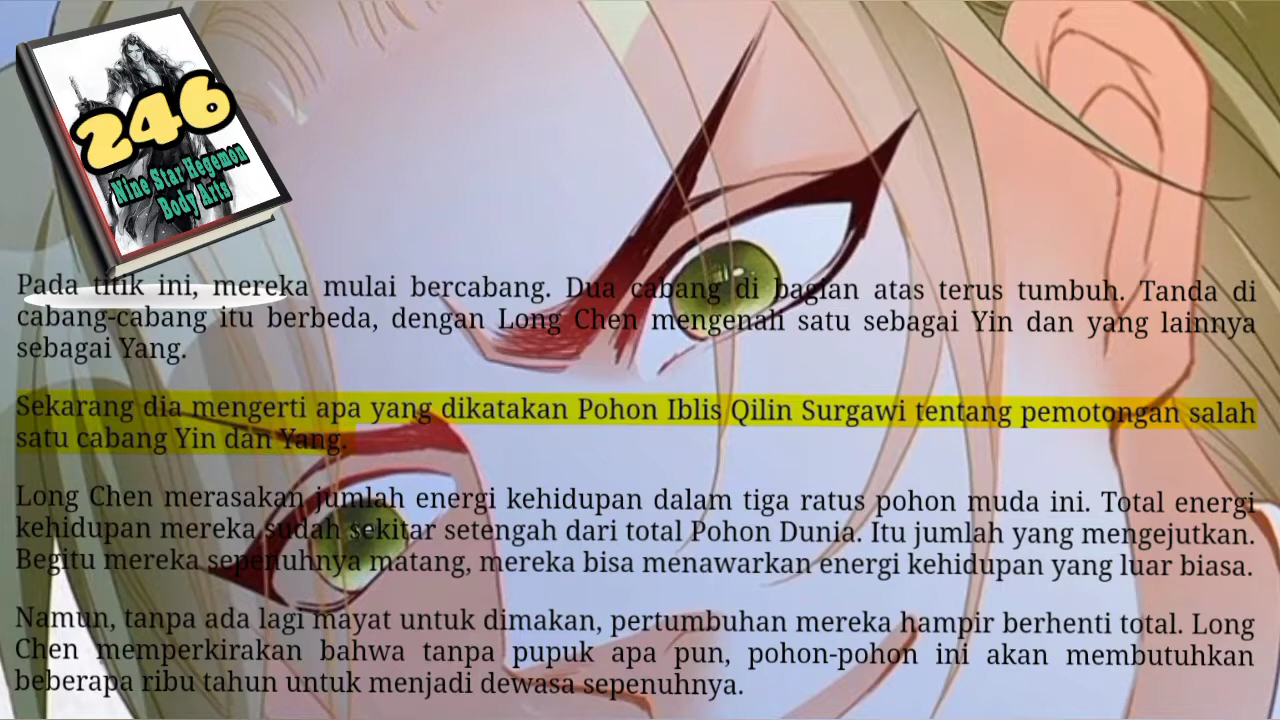 246
Nine Star Hegemon
Body Arts
Pada titik ini, mereka mulai bercabang. Dua cabang di bagian atas terus tumbuh. Tanda di
cabang-cabang itu berbeda, dengan Long Chen mengenali satu sebagai Yin dan yang lainnya
sebagai Yang.
Sekarang dia mengerti apa yang dikatakan Pohon Iblis Qilin Surgawi tentang pemotongan salah
satu cabang Yin dan Yang.
Long Chen merasakan jumlah energi kehidupan dalam tiga ratus pohon muda ini. Total energi
kehidupan mereka sudah sekitar setengah dari total Pohon Dunia. Itu jumlah yang mengejutkan.
Begitu mereka sepenuhnya matang, mereka bisa menawarkan energi kehidupan yang luar biasa.
Namun, tanpa ada lagi mayat untuk dimakan, pertumbuhan mereka hampir berhenti total. Long
Chen memperkirakan bahwa tanpa pupuk apa pun, pohon-pohon ini akan membutuhkan
beberapa ribu tahun untuk menjadi dewasa sepenuhnya.